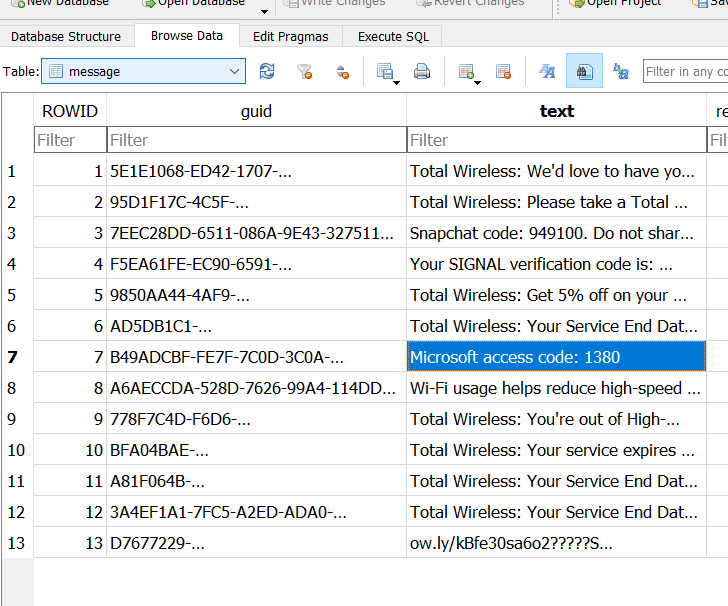 New Database Open Database Write Changes Revert Changes Open Project
Database Structure Browse Data Edit Pragmas Execute SQL
Table: message Filter in any co
ROWID guid text re
Filter Filter Filter Fil
1 1 5E1E1068-ED42-1707-... Total Wireless: We'd love to have yo...
2 2 95D1F17C-4C5F-... Total Wireless: Please take a Total ...
3 3 7EEC28DD-6511-086A-9E43-327511... Snapchat code: 949100. Do not shar...
4 4 F5EA61FE-EC90-6591-... Your SIGNAL verification code is: ...
5 5 9850AA44-4AF9-... Total Wireless: Get 5% off on your ...
6 6 AD5DB1C1-... Total Wireless: Your Service End Dat...
7 7 B49ADCBF-FE7F-7C0D-3C0A-... Microsoft access code: 1380
8 8 A6AECCDA-528D-7626-99A4-114DD... Wi-Fi usage helps reduce high-speed ...
9 9 778F7C4D-F6D6-... Total Wireless: You're out of High-...
10 10 BFA04BAE-... Total Wireless: Your service expires ...
11 11 A81F064B-... Total Wireless: Your Service End Dat...
12 12 3A4EF1A1-7FC5-A2ED-ADA0-... Total Wireless: Your Service End Dat...
13 13 D7677229-... ow.ly/kBfe30sa6o2?????S...